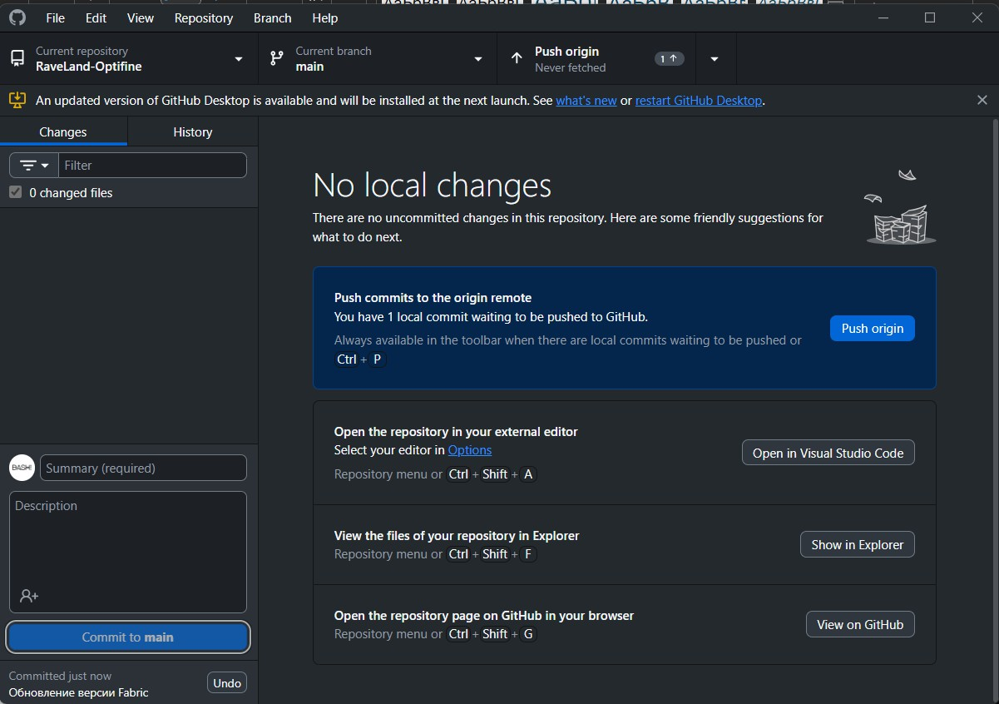 File Edit View Repository Branch Help
Current repository
RaveLand-Optifine
Current branch
main
Push origin
Never fetched
1
An updated version of GitHub Desktop is available and will be installed at the next launch. See what's new or restart GitHub Desktop.
Changes
History
Filter
0 changed files
No local changes
There are no uncommitted changes in this repository. Here are some friendly suggestions for
what to do next.
Push commits to the origin remote
You have 1 local commit waiting to be pushed to GitHub.
Always available in the toolbar when there are local commits waiting to be pushed or
Ctrl + P
Push origin
Open the repository in your external editor
Select your editor in Options
Repository menu or Ctrl + Shift + A
Open in Visual Studio Code
View the files of your repository in Explorer
Repository menu or Ctrl + Shift + F
Show in Explorer
Open the repository page on GitHub in your browser
Repository menu or Ctrl + Shift + G
View on GitHub
BASH!
Summary (required)
Description
Commit to main
Committed just now
Обновление версии Fabric
Undo